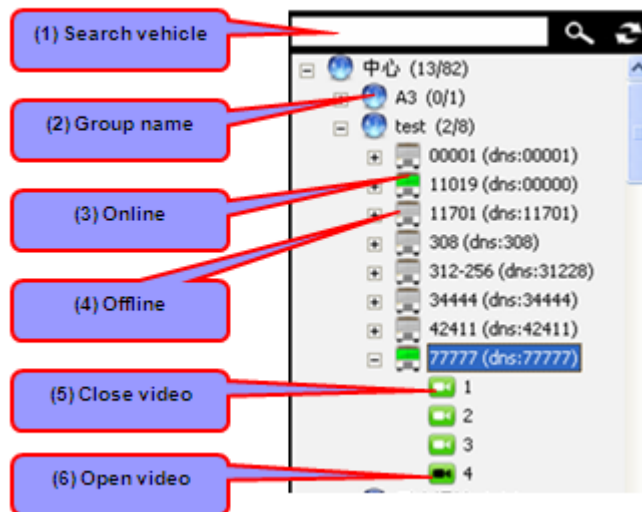 (1) Search vehicle
(2) Group name
(3) Online
(4) Offline
(5) Close video
(6) Open video
中心 (13/82)
A3 (0/1)
test (2/8)
00001 (dns:00001)
11019 (dns:00000)
11701 (dns:11701)
308 (dns:308)
312-256 (dns:31228)
34444 (dns:34444)
42411 (dns:42411)
77777 (dns:77777)
1
2
3
4